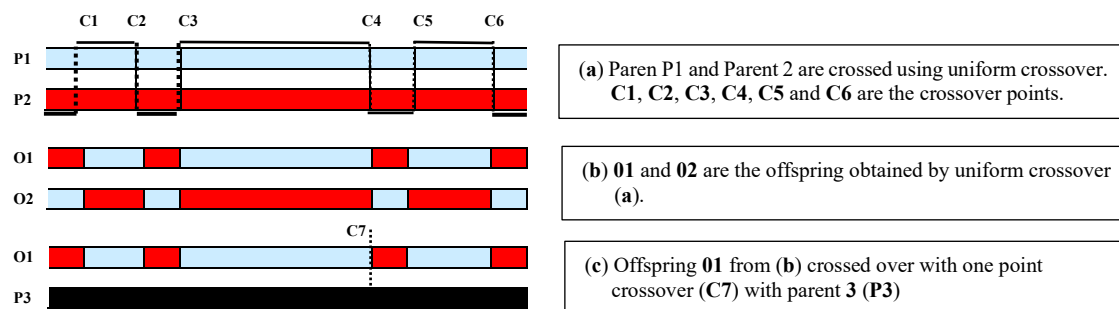 C1 C2 C3 C4 C5 C6
P1
P2
(a) Paren P1 and Parent 2 are crossed using uniform crossover.
C1, C2, C3, C4, C5 and C6 are the crossover points.
O1
O2
(b) 01 and 02 are the offspring obtained by uniform crossover
(a).
C7
O1
P3
(c) Offspring 01 from (b) crossed over with one point
crossover (C7) with parent 3 (P3)